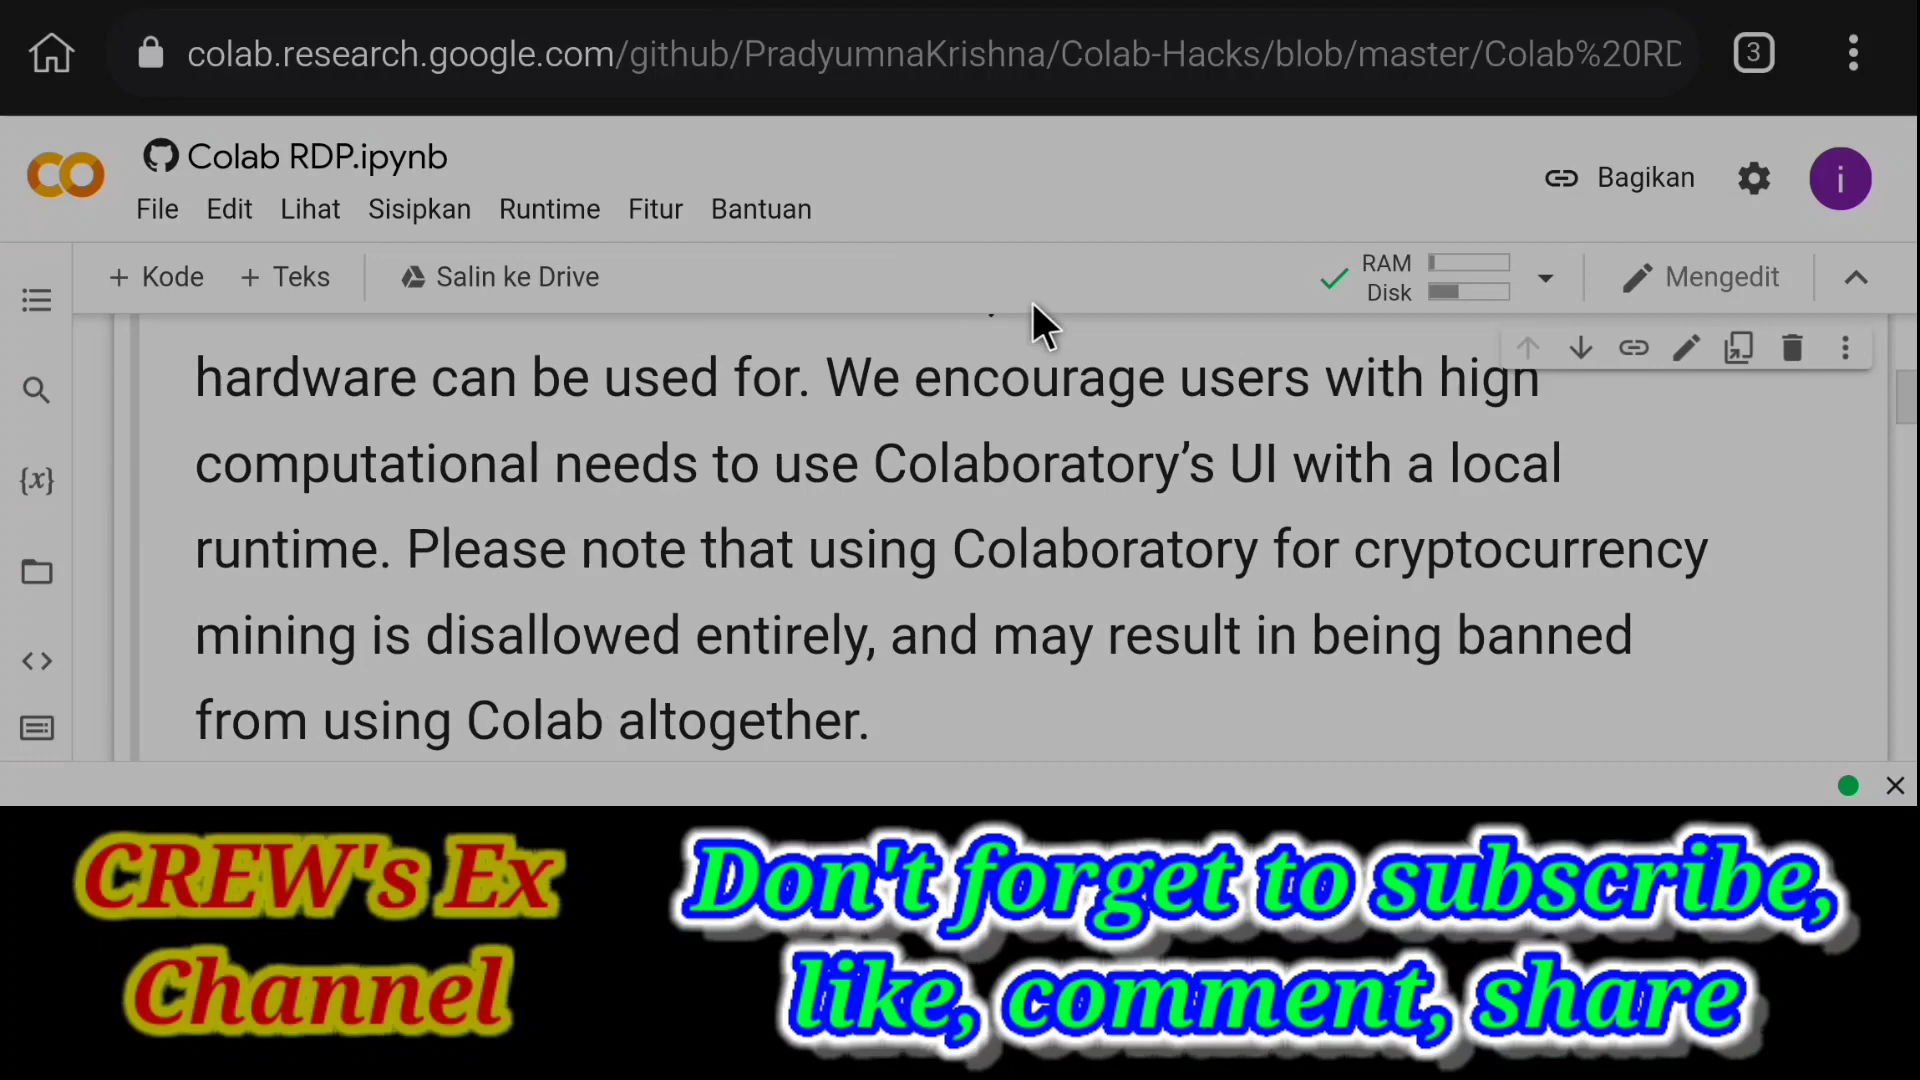 colab.research.google.com/github/PradyumnaKrishna/Colab-Hacks/blob/master/Colab%20RD
3
Colab RDP.ipynb
File Edit Lihat Sisipkan Runtime Fitur Bantuan
Bagikan
i
+ Kode + Teks Salin ke Drive
RAM
Disk
Mengedit
hardware can be used for. We encourage users with high
computational needs to use Colaboratory’s UI with a local
runtime. Please note that using Colaboratory for cryptocurrency
mining is disallowed entirely, and may result in being banned
from using Colab altogether.
{x}
CREW's Ex
Channel
Don't forget to subscribe,
like, comment, share